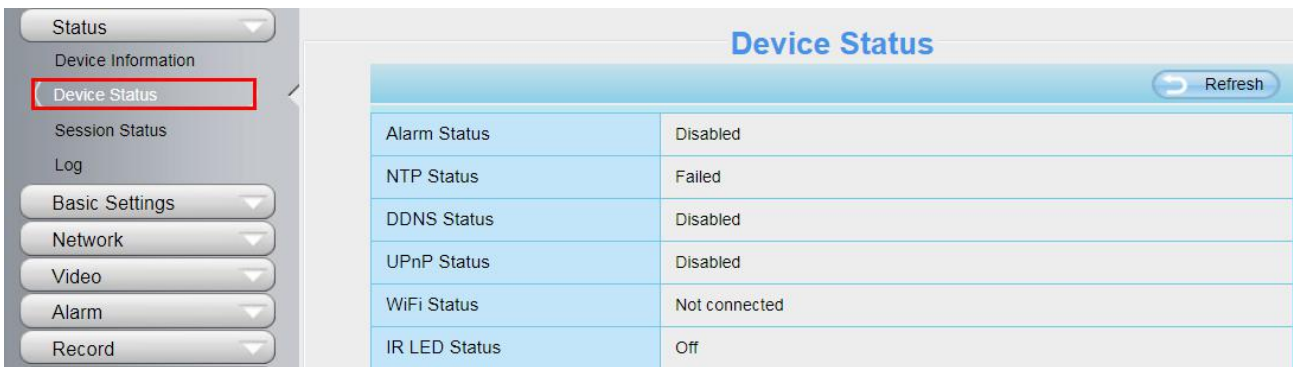 Status
Device Information
Device Status
Session Status
Log
Basic Settings
Network
Video
Alarm
Record
Device Status
Refresh
Alarm Status Disabled
NTP Status Failed
DDNS Status Disabled
UPnP Status Disabled
WiFi Status Not connected
IR LED Status Off